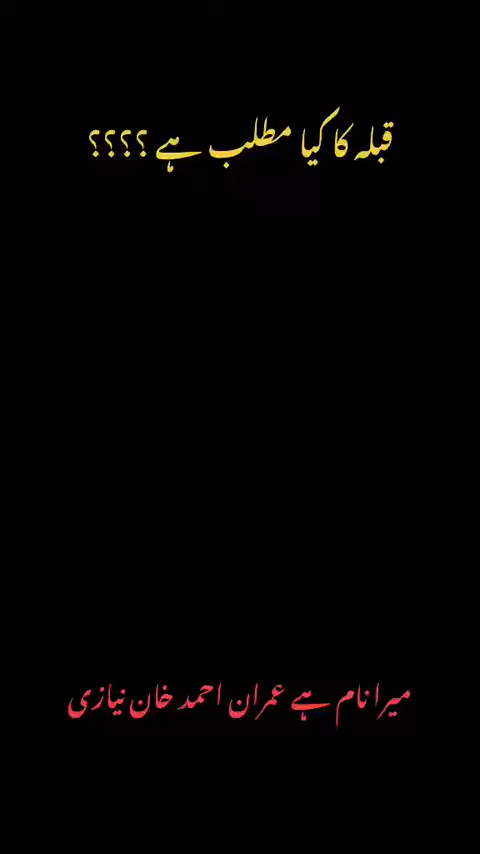 قبلہ کا کیا مطلب ہے ؟؟؟؟
میرا نام ہے عمران احمد خان نیازی